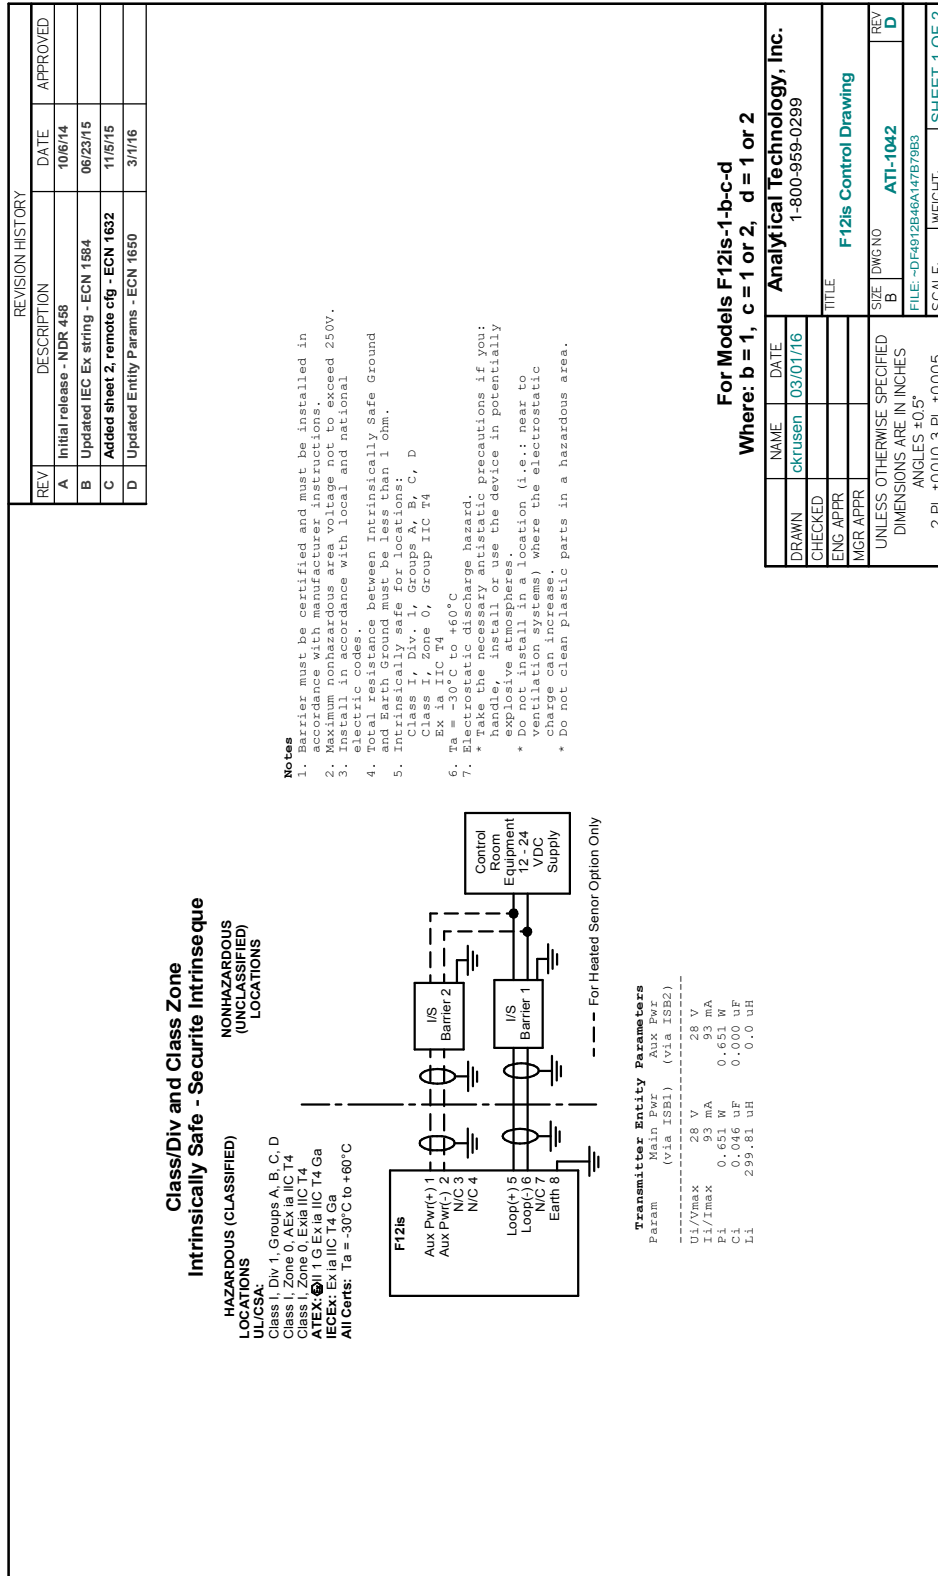 REVISION HISTORY
REV DESCRIPTION DATE APPROVED
A Initial release - NDR 458 10/6/14
B Updated IEC Ex string - ECN 1584 06/23/15
C Added sheet 2, remote cfg - ECN 1632 11/5/15
D Updated Entity Params - ECN 1650 3/1/16
Class/Div and Class Zone
Intrinsically Safe - Securite Intrinseque
HAZARDOUS (CLASSIFIED)
LOCATIONS
UL/CSA:
Class I, Div 1, Groups A, B, C, D
Class I, Zone 0, AEx ia IIC T4
Class I, Zone 0, Exia IIC T4
ATEX: II 1 G Ex ia IIC T4 Ga
IECEx: Ex ia IIC T4 Ga
All Certs: Ta = -30°C to +60°C
NONHAZARDOUS
(UNCLASSIFIED)
LOCATIONS
F12is
Aux Pwr(+) 1
Aux Pwr(-) 2
N/C 3
N/C 4
Loop(+) 5
Loop(-) 6
N/C 7
Earth 8
I/S
Barrier 2
I/S
Barrier 1
Control
Room
Equipment
12 - 24
VDC
Supply
For Heated Senor Option Only
Transmitter Entity Parameters
Param Main Pwr Aux Pwr
(via ISB1) (via ISB2)
Ui/Vmax 28 V 28 V
Ii/Imax 93 mA 93 mA
Pi 0.651 W 0.651 W
Ci 0.046 uF 0.000 uF
Li 299.81 uH 0.0 uH
Notes
1. Barrier must be certified and must be installed in
accordance with manufacturer instructions.
2. Maximum nonhazardous area voltage not to exceed 250V.
3. Install in accordance with local and national
electric codes.
4. Total resistance between Intrinsically Safe Ground
and Earth Ground must be less than 1 ohm.
5. Intrinsically safe for locations:
Class I, Div. 1, Groups A, B, C, D
Class I, Zone 0, Group IIC T4
Ex ia IIC T4
6. Ta = -30°C to +60°C
7. Electrostatic discharge hazard.
* Take the necessary antistatic precautions if you:
handle, install or use the device in potentially
explosive atmospheres.
* Do not install in a location (i.e.: near to
ventilation systems) where the electrostatic
charge can increase.
* Do not clean plastic parts in a hazardous area.
For Models F12is-1-b-c-d
Where: b = 1, c = 1 or 2, d = 1 or 2
NAME DATE
DRAWN ckrusen 03/01/16
CHECKED
ENG APPR
MGR APPR
UNLESS OTHERWISE SPECIFIED
DIMENSIONS ARE IN INCHES
ANGLES ±0.5°
2 PL ±0.010 3 PL ±0.005
Analytical Technology, Inc.
1-800-959-0299
TITLE
F12is Control Drawing
SIZE DWG NO REV
B ATI-1042 D
FILE: ~DF4912B46A147B79B3
SCALE: WEIGHT: SHEET 1 OF 2